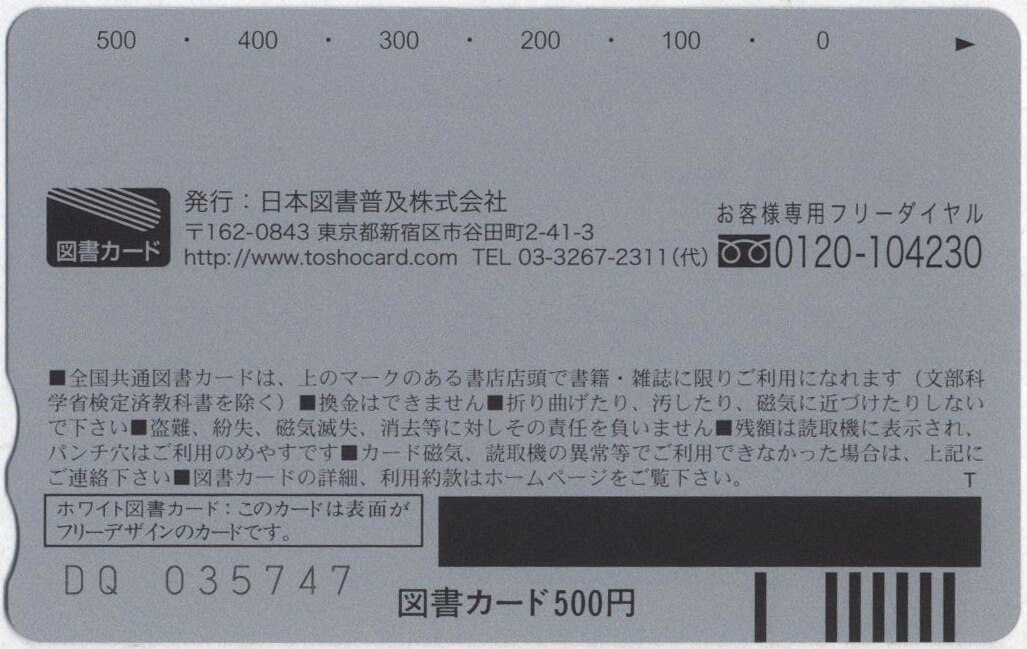 500 ・ 400 ・ 300 ・ 200 ・ 100 ・ 0 ▶
図書カード
発行：日本図書普及株式会社
〒162-0843 東京都新宿区市谷田町2-41-3
http://www.toshocard.com TEL 03-3267-2311(代)
お客様専用フリーダイヤル
0120-104230
■全国共通図書カードは、上のマークのある書店店頭で書籍・雑誌に限りご利用になれます（文部科
学省検定済教科書を除く）■換金はできません■折り曲げたり、汚したり、磁気に近づけたりしない
で下さい■盗難、紛失、磁気滅失、消去等に対しその責任を負いません■残額は読取機に表示され、
パンチ穴はご利用のめやすです■カード磁気、読取機の異常等でご利用できなかった場合は、上記に
ご連絡下さい■図書カードの詳細、利用約款はホームページをご覧下さい。
T
ホワイト図書カード：このカードは表面が
フリーデザインのカードです。
DQ 035747
図書カード500円